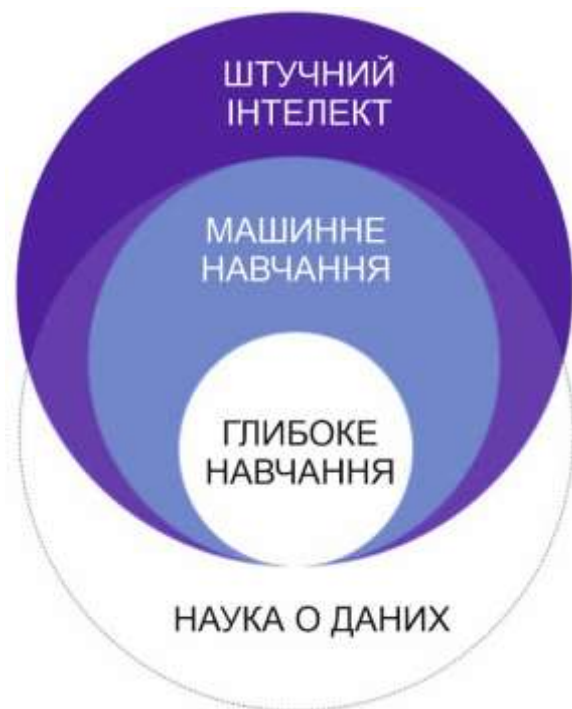 ШТУЧНИЙ
ІНТЕЛЕКТ
МАШИННЕ
НАВЧАННЯ
ГЛИБОКЕ
НАВЧАННЯ
НАУКА О ДАНИХ